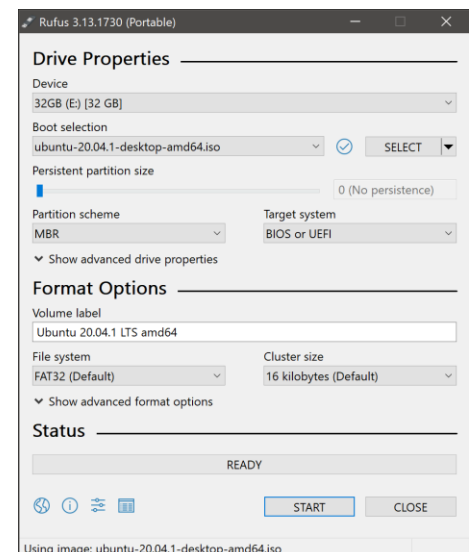 Rufus 3.13.1730 (Portable)
Drive Properties
Device
32GB (E:) [32 GB]
Boot selection
ubuntu-20.04.1-desktop-amd64.iso SELECT
Persistent partition size
0 (No persistence)
Partition scheme Target system
MBR BIOS or UEFI
Show advanced drive properties
Format Options
Volume label
Ubuntu 20.04.1 LTS amd64
File system Cluster size
FAT32 (Default) 16 kilobytes (Default)
Show advanced format options
Status
READY
START CLOSE
Using image: ubuntu-20.04.1-desktop-amd64.iso